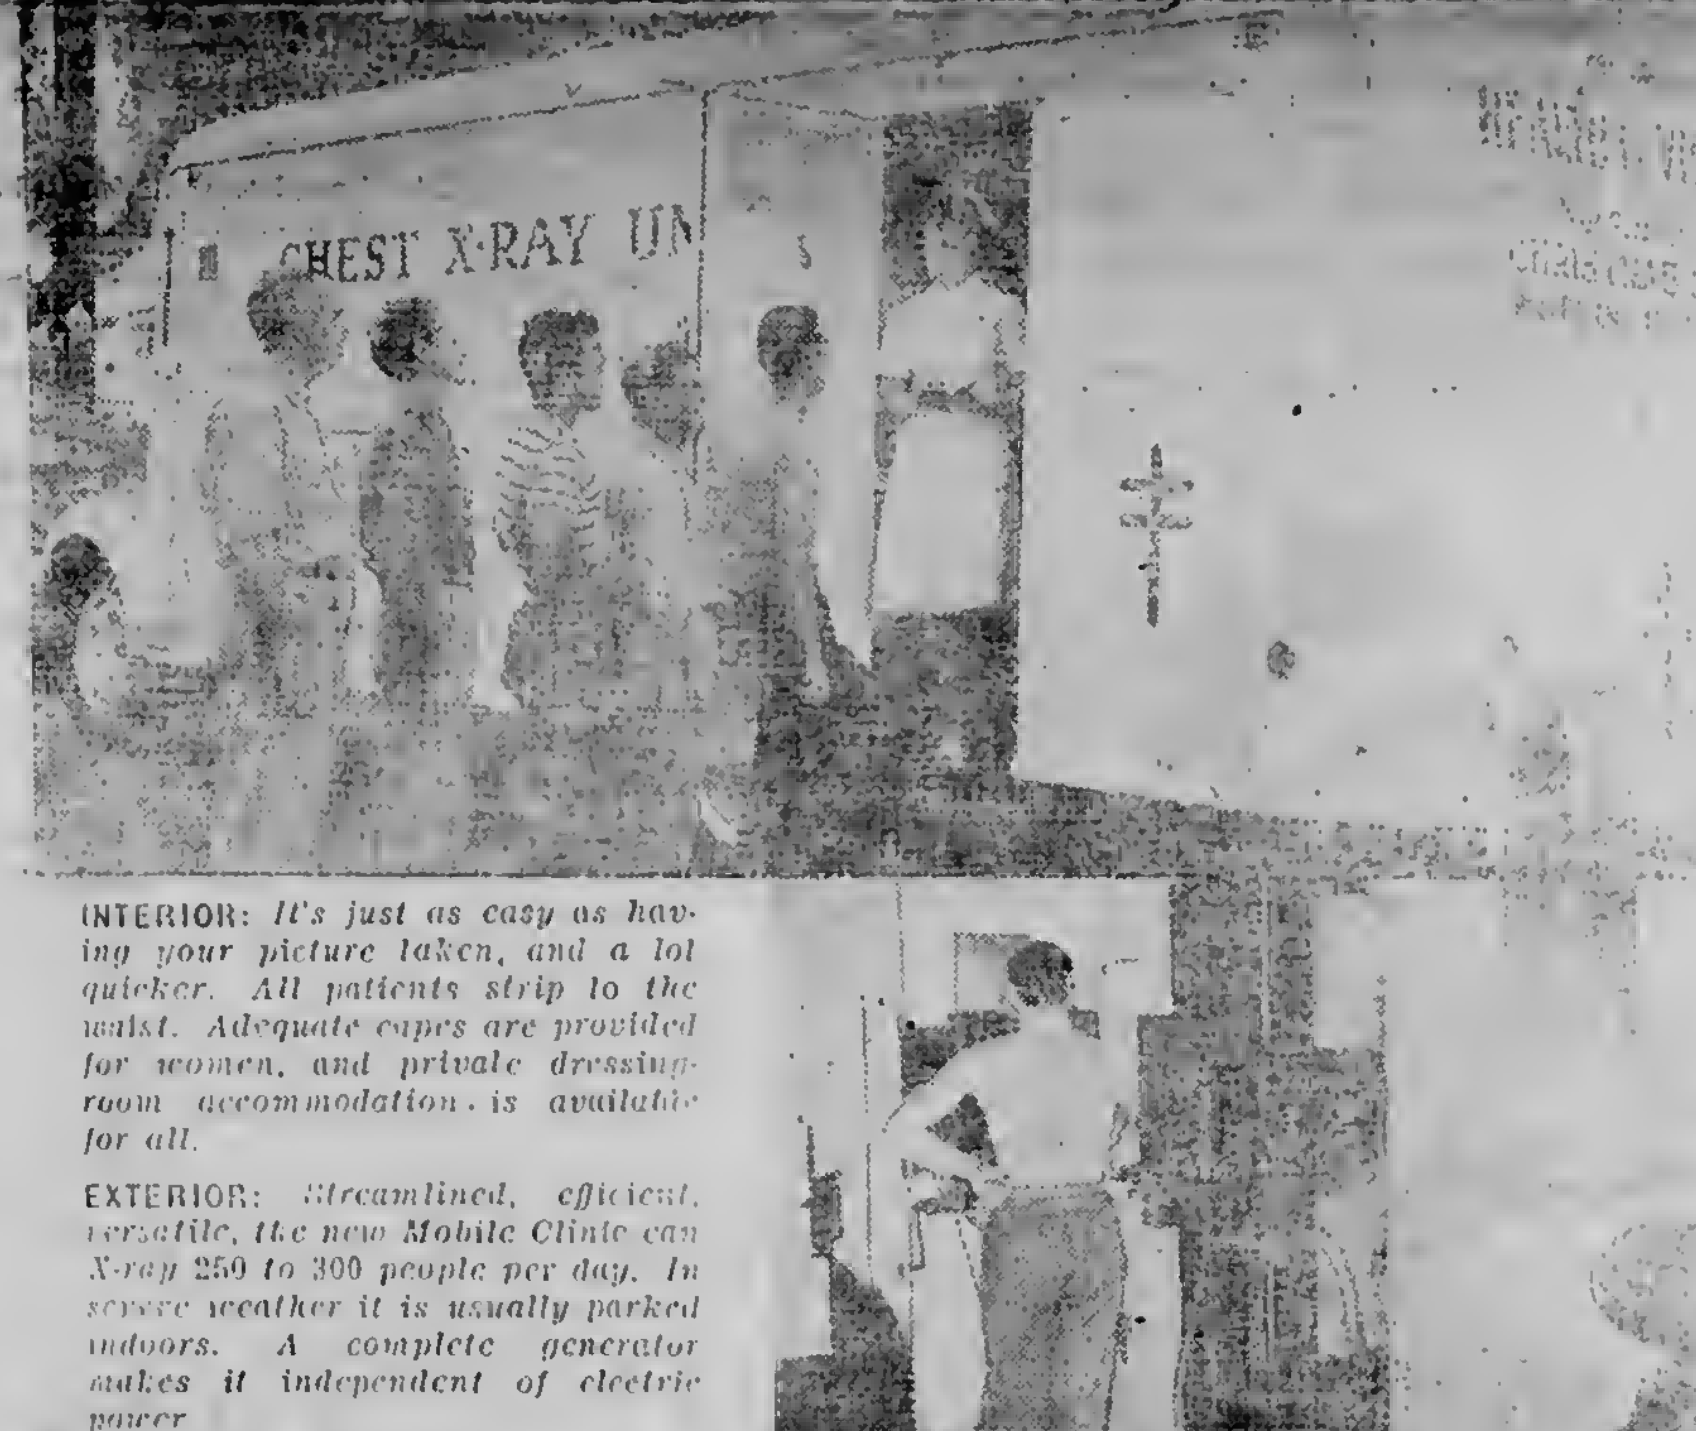 CHEST X-RAY UN
INTERIOR: It's just as easy as hav-
ing your picture taken, and a lot
quicker. All patients strip to the
waist. Adequate capes are provided
for women, and private dressing-
room accommodation is available
for all.
EXTERIOR: Streamlined, efficient,
versatile, the new Mobile Clinic can
X-ray 250 to 300 people per day. In
severe weather it is usually parked
indoors. A complete generator
makes it independent of electric
power